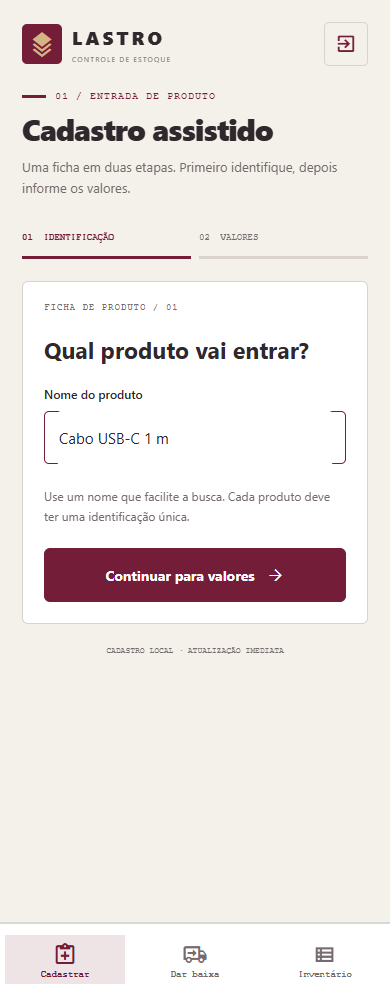 LASTRO
CONTROLE DE ESTOQUE
01 / ENTRADA DE PRODUTO
Cadastro assistido
Uma ficha em duas etapas. Primeiro identifique, depois
informe os valores.
01 IDENTIFICAÇÃO
02 VALORES
FICHA DE PRODUTO / 01
Qual produto vai entrar?
Nome do produto
Cabo USB-C 1 m
Use um nome que facilite a busca. Cada produto deve
ter uma identificação única.
Continuar para valores
CADASTRO LOCAL · ATUALIZAÇÃO IMEDIATA
Cadastrar
Dar baixa
Inventário